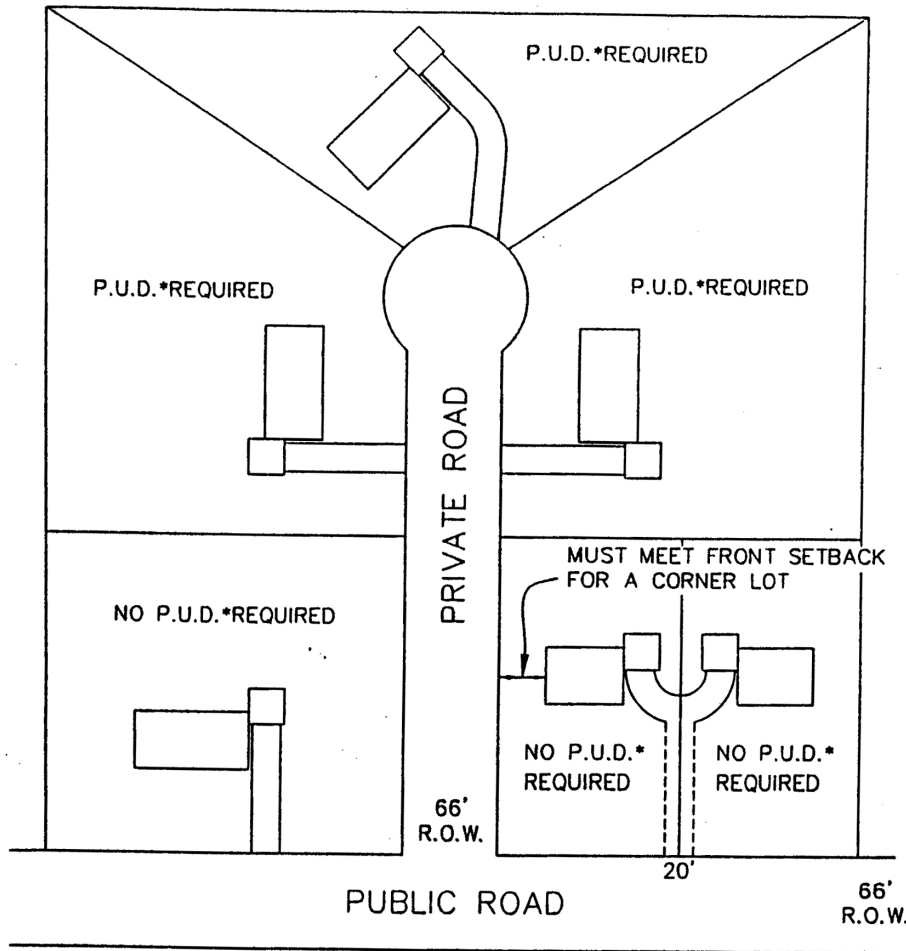 P.U.D.*REQUIRED
P.U.D.*REQUIRED
P.U.D.*REQUIRED
PRIVATE ROAD
MUST MEET FRONT SETBACK
FOR A CORNER LOT
NO P.U.D.*REQUIRED
NO P.U.D.*
REQUIRED
NO P.U.D.*
REQUIRED
66'
R.O.W.
20'
PUBLIC ROAD
66'
R.O.W.